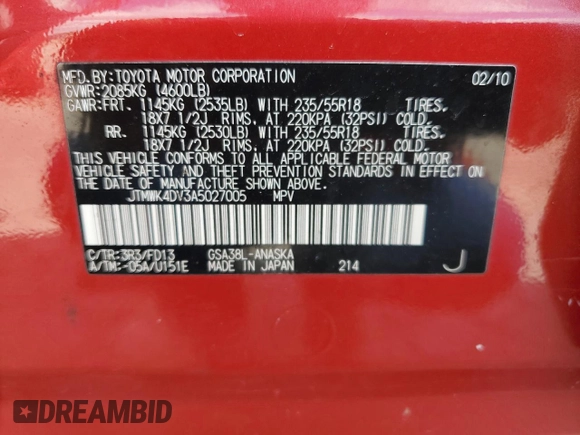 MFD.BY:TOYOTA MOTOR CORPORATION 02/10
GVWR:2085KG (4600LB)
GAWR:FRT. 1145KG (2535LB) WITH 235/55R18 TIRES,
18X7 1/2J RIMS, AT 220KPA (32PSI) COLD.
RR. 1145KG (2530LB) WITH 235/55R18 TIRES,
18X7 1/2J RIMS, AT 220KPA (32PSI) COLD.
THIS VEHICLE CONFORMS TO ALL APPLICABLE FEDERAL MOTOR
VEHICLE SAFETY AND THEFT PREVENTION STANDARDS IN EFFECT ON
THE DATE OF MANUFACTURE SHOWN ABOVE.
JTMWK4DV3A5027005 MPV
C/TR:3R3/FD13 GSA38L-ANASKA
A/TM:-05A/U151E MADE IN JAPAN 214 J
DREAMBID